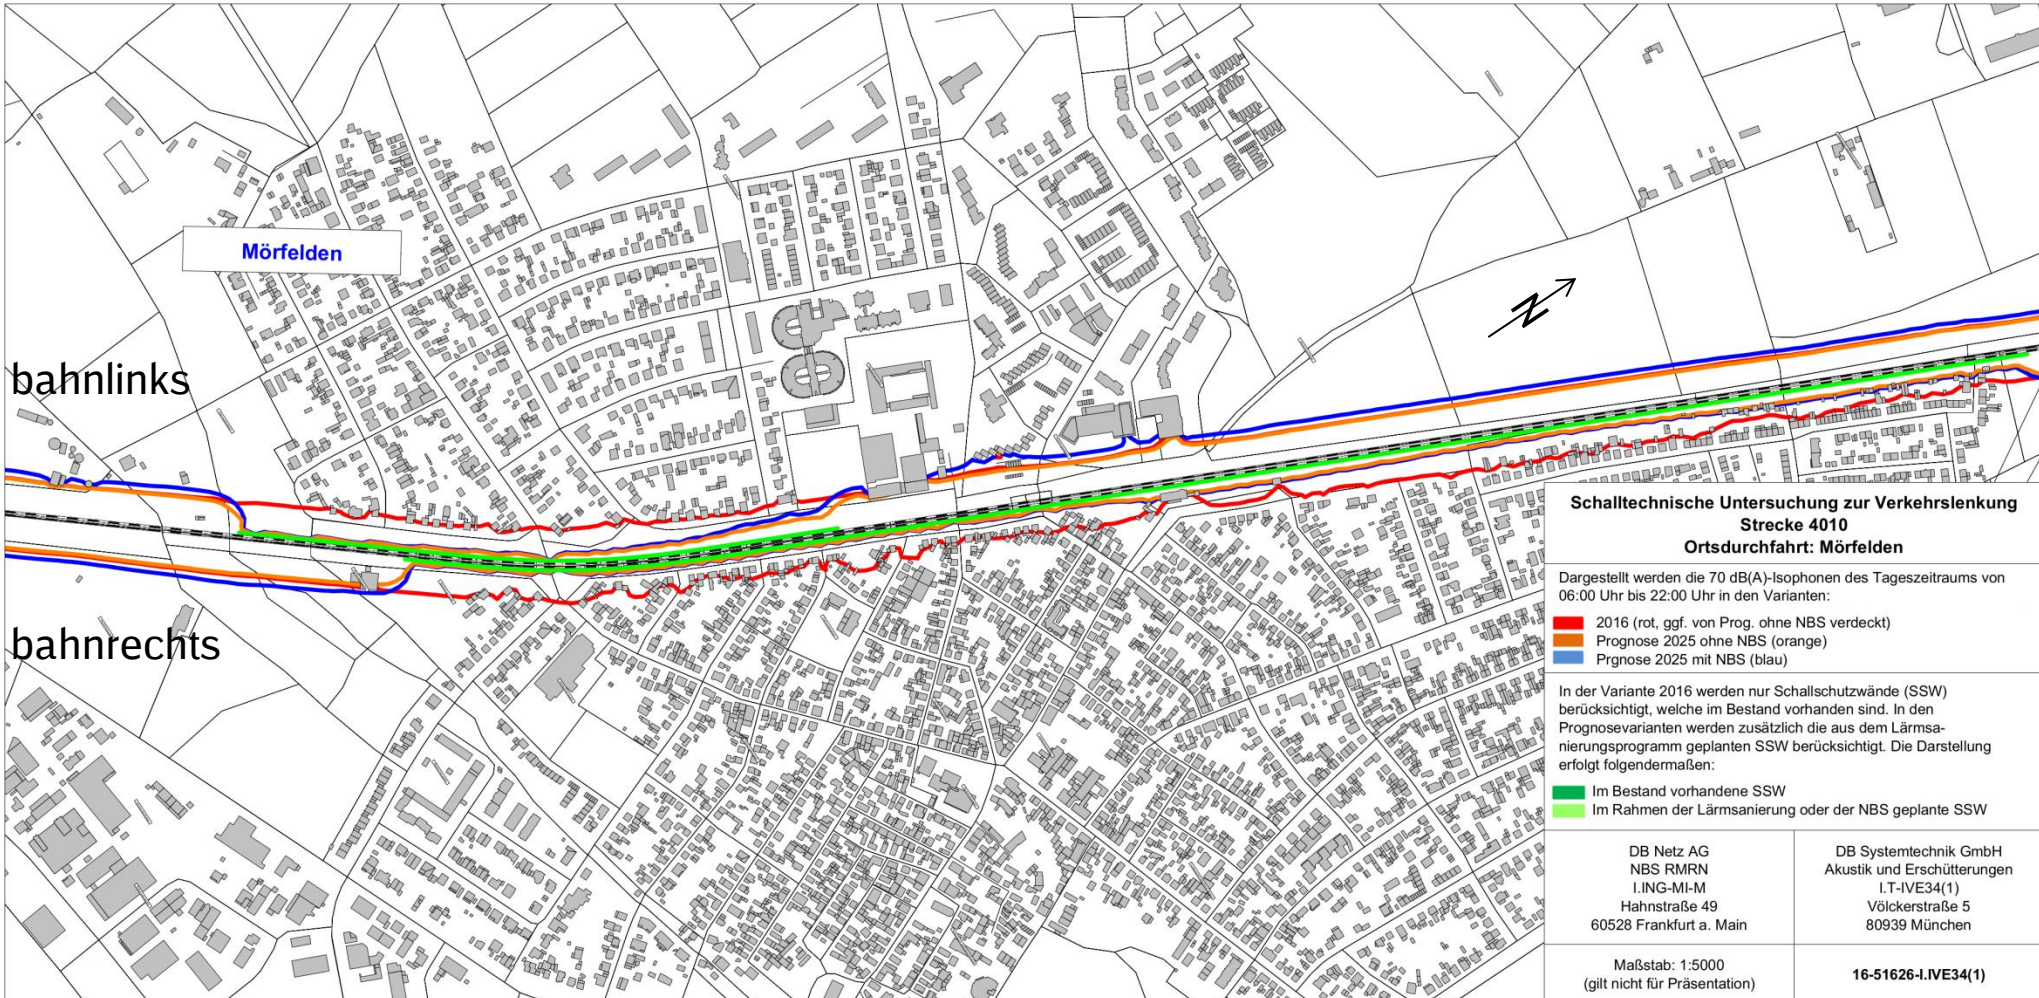 Mörfelden
bahnlinks
N
bahnrechts
Schalltechnische Untersuchung zur Verkehrslenkung
Strecke 4010
Ortsdurchfahrt: Mörfelden
Dargestellt werden die 70 dB(A)-Isophonen des Tageszeitraums von
06:00 Uhr bis 22:00 Uhr in den Varianten:
2016 (rot, ggf. von Prog. ohne NBS verdeckt)
Prognose 2025 ohne NBS (orange)
Prgnose 2025 mit NBS (blau)
In der Variante 2016 werden nur Schallschutzwände (SSW)
berücksichtigt, welche im Bestand vorhanden sind. In den
Prognosevarianten werden zusätzlich die aus dem Lärmsa-
nierungsprogramm geplanten SSW berücksichtigt. Die Darstellung
erfolgt folgendermaßen:
Im Bestand vorhandene SSW
Im Rahmen der Lärmsanierung oder der NBS geplante SSW
DB Netz AG
NBS RMRN
I.ING-MI-M
Hahnstraße 49
60528 Frankfurt a. Main
DB Systemtechnik GmbH
Akustik und Erschütterungen
I.T-IVE34(1)
Völckerstraße 5
80939 München
Maßstab: 1:5000
(gilt nicht für Präsentation)
16-51626-I.IVE34(1)